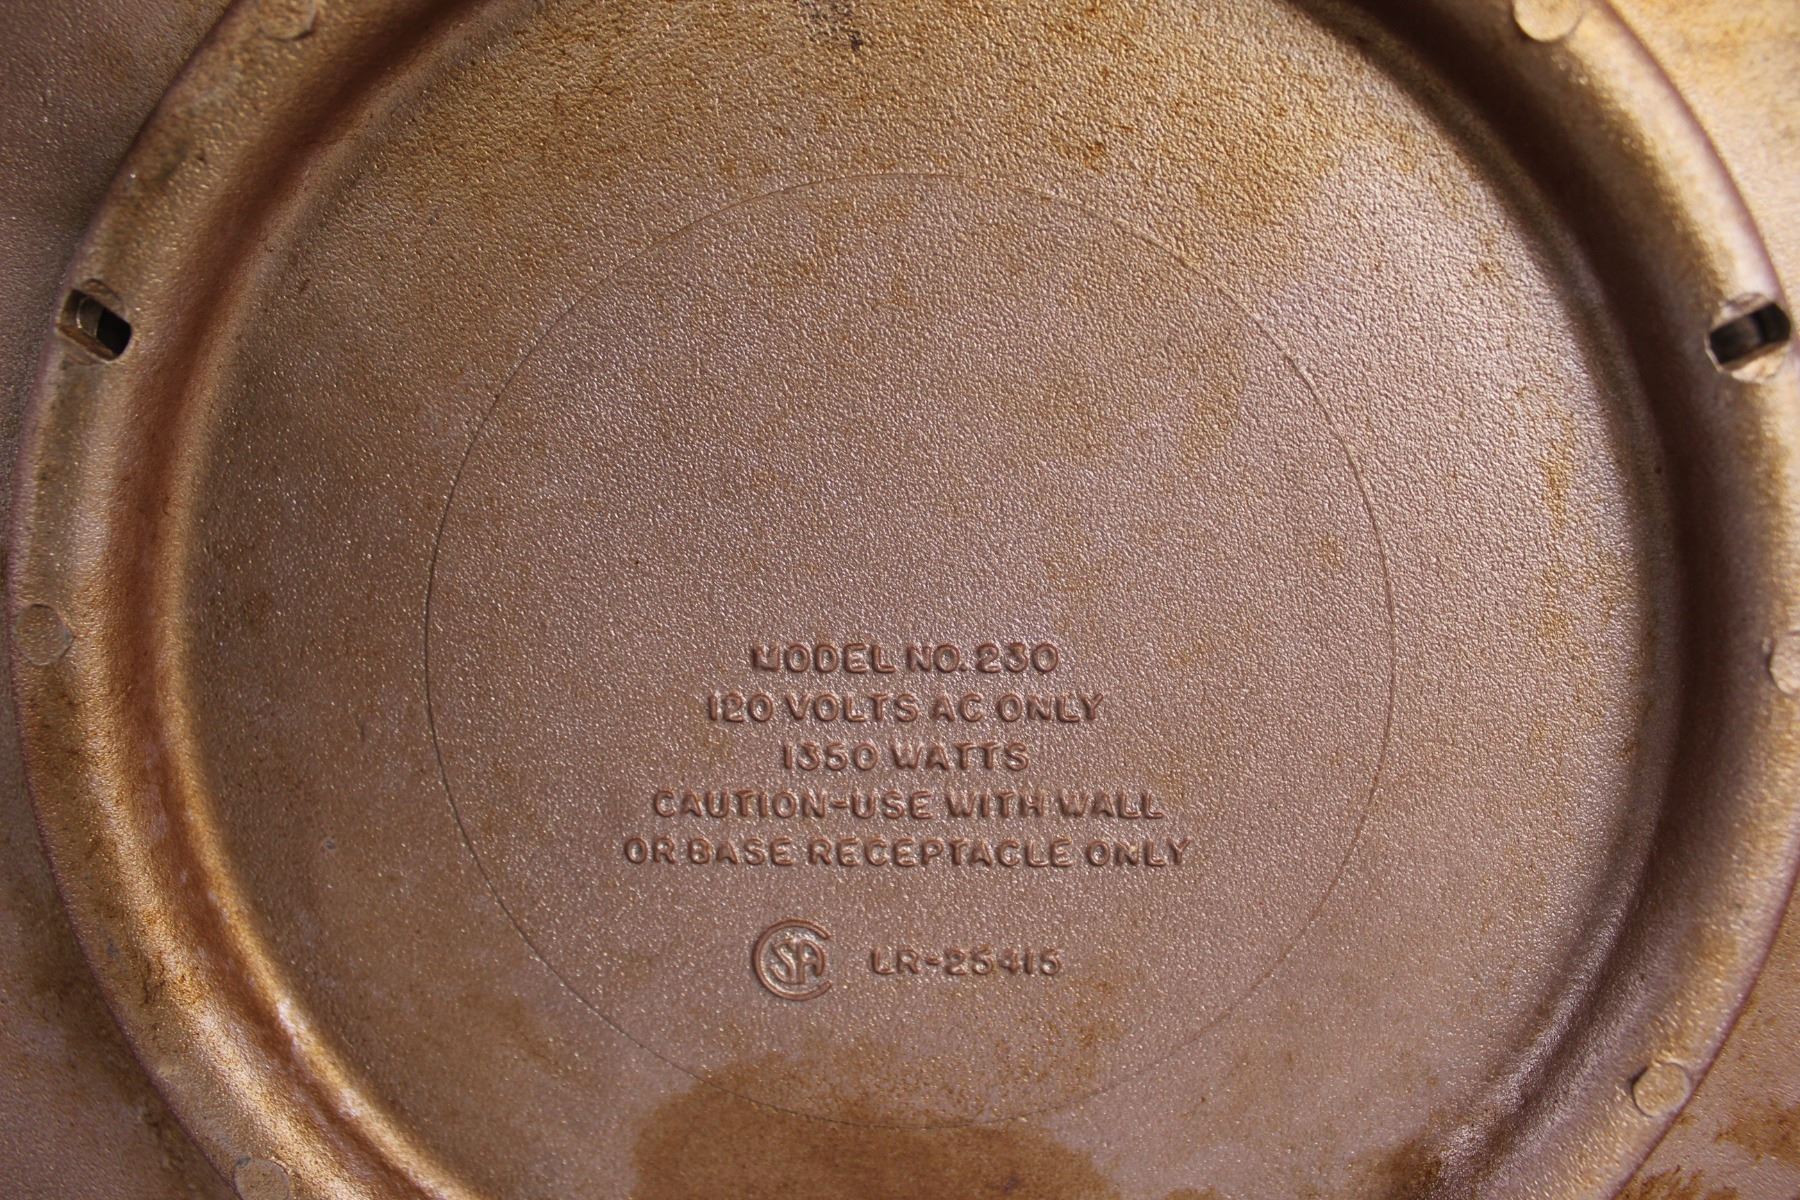 MODEL NO. 230
120 VOLTS AC ONLY
1350 WATTS
CAUTION-USE WITH WALL
OR BASE RECEPTACLE ONLY
CSA LR-25415